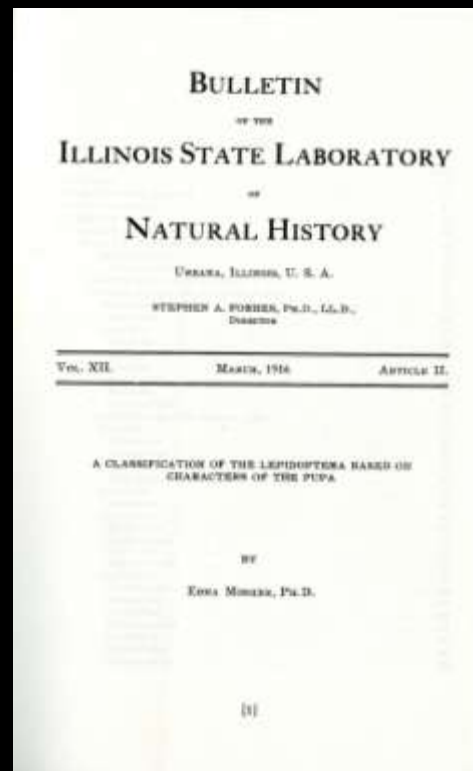 BULLETIN
OF THE
ILLINOIS STATE LABORATORY
OF
NATURAL HISTORY
URBANA, ILLINOIS, U. S. A.
STEPHEN A. FORBES, PH.D., LL.D.,
DIRECTOR
VOL. XII. MARCH, 1916 ARTICLE II.
A CLASSIFICATION OF THE LEPIDOPTERA BASED ON
CHARACTERS OF THE PUPA
BY
EDNA MOSHER, PH.D.
[1]